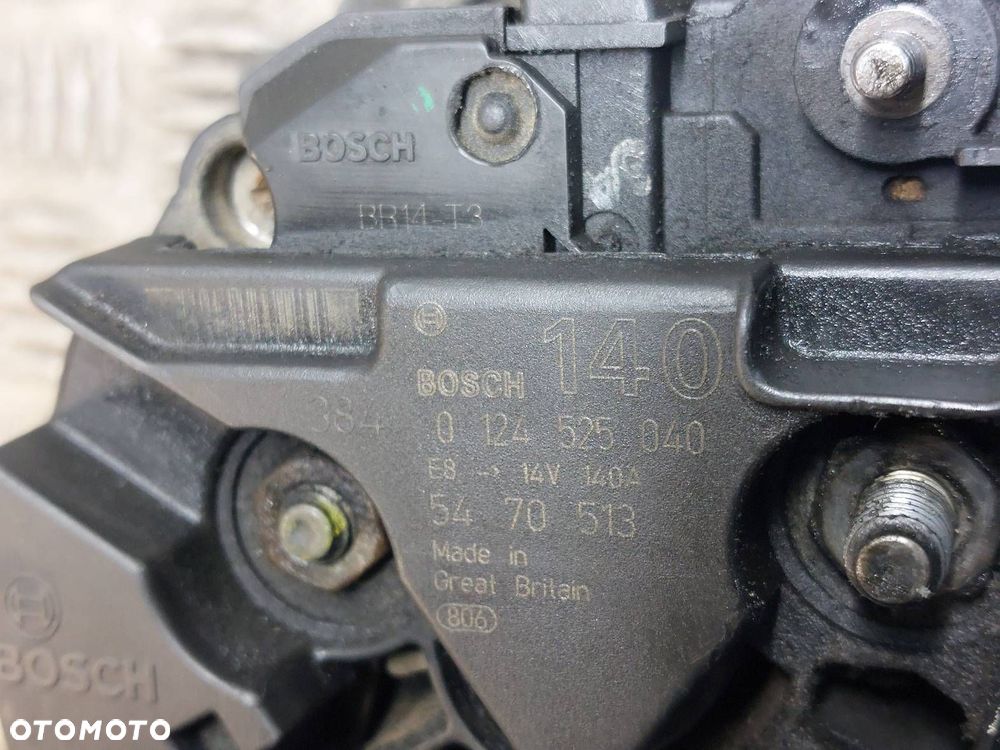 BOSCH
BR14-T3
140
BOSCH
384
0 124 525 040
E8 → 14V 140A
54 70 513
Made in
Great Britain
806
BOSCH
OTOMOTO